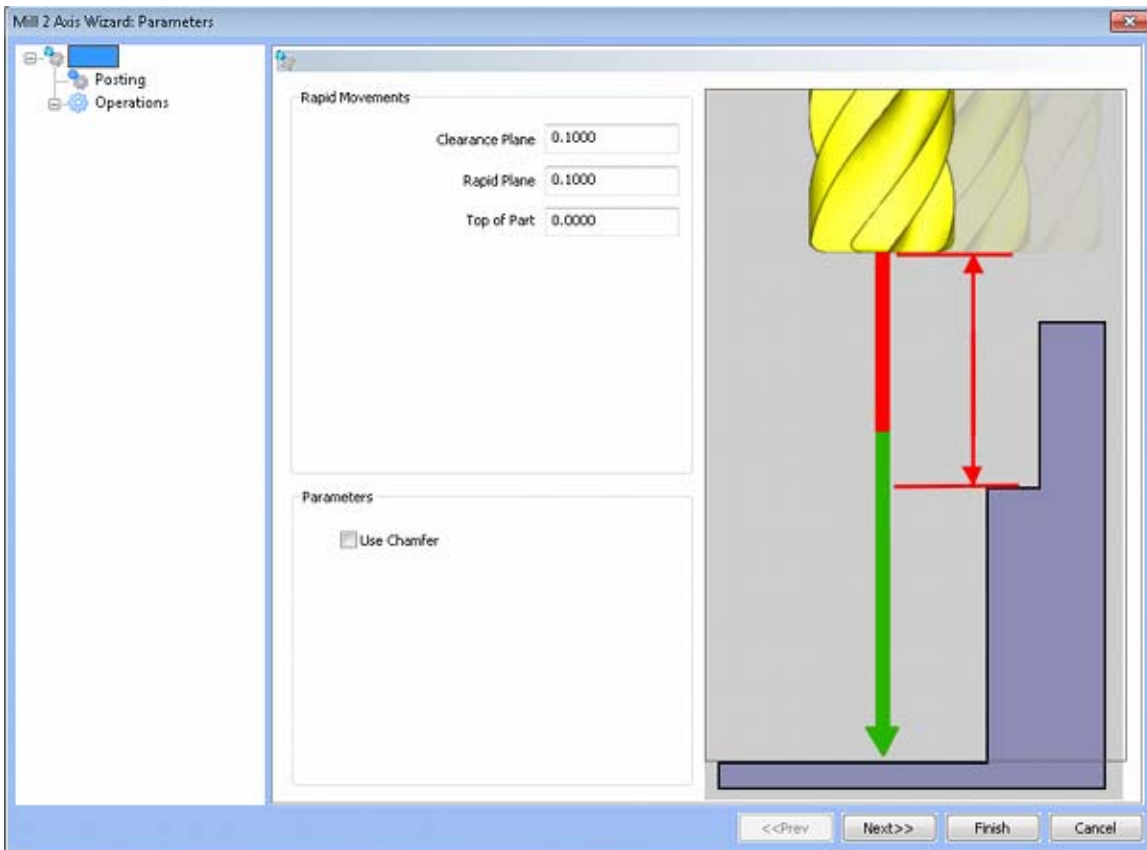 Mill 2 Axis Wizard: Parameters
Posting
Operations
Rapid Movements
Clearance Plane 0.1000
Rapid Plane 0.1000
Top of Part 0.0000
Parameters
Use Chamfer
<<Prev Next>> Finish Cancel